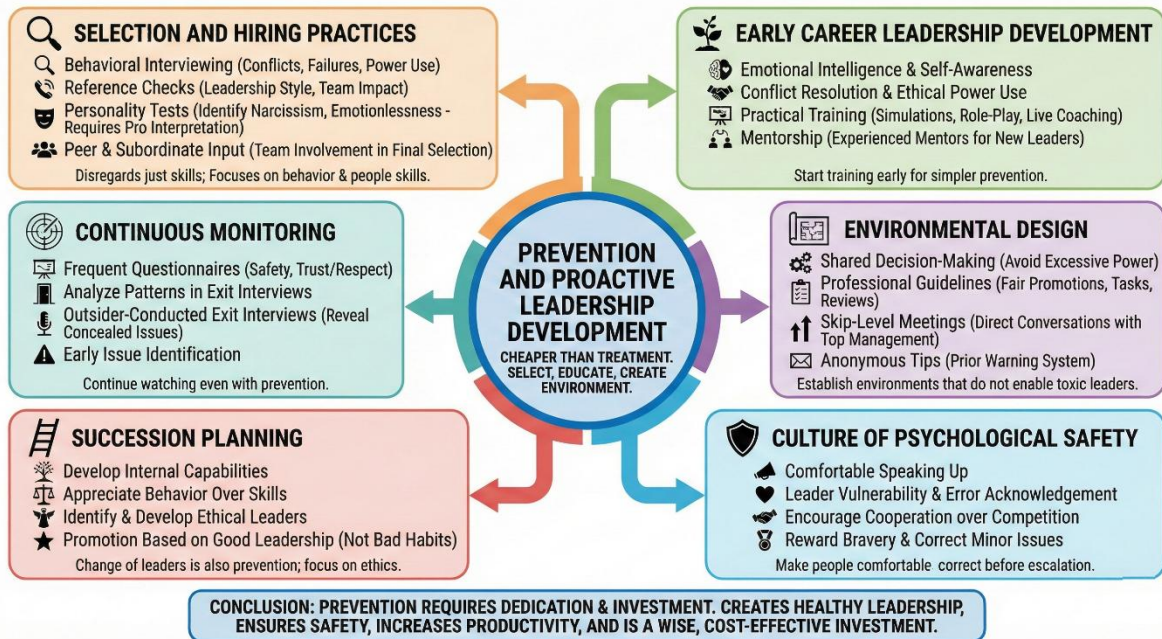 SELECTION AND HIRING PRACTICES
Behavioral Interviewing (Conflicts, Failures, Power Use)
Reference Checks (Leadership Style, Team Impact)
Personality Tests (Identify Narcissism, Emotionlessness -
Requires Pro Interpretation)
Peer & Subordinate Input (Team Involvement in Final Selection)
Disregards just skills; Focuses on behavior & people skills.
EARLY CAREER LEADERSHIP DEVELOPMENT
Emotional Intelligence & Self-Awareness
Conflict Resolution & Ethical Power Use
Practical Training (Simulations, Role-Play, Live Coaching)
Mentorship (Experienced Mentors for New Leaders)
Start training early for simpler prevention.
CONTINUOUS MONITORING
Frequent Questionnaires (Safety, Trust/Respect)
Analyze Patterns in Exit Interviews
Outsider-Conducted Exit Interviews (Reveal
Concealed Issues)
Early Issue Identification
Continue watching even with prevention.
PREVENTION
AND PROACTIVE
LEADERSHIP
DEVELOPMENT
CHEAPER THAN TREATMENT.
SELECT, EDUCATE, CREATE
ENVIRONMENT.
ENVIRONMENTAL DESIGN
Shared Decision-Making (Avoid Excessive Power)
Professional Guidelines (Fair Promotions, Tasks,
Reviews)
Skip-Level Meetings (Direct Conversations with
Top Management)
Anonymous Tips (Prior Warning System)
Establish environments that do not enable toxic leaders.
SUCCESSION PLANNING
Develop Internal Capabilities
Appreciate Behavior Over Skills
Identify & Develop Ethical Leaders
Promotion Based on Good Leadership (Not Bad Habits)
Change of leaders is also prevention; focus on ethics.
CULTURE OF PSYCHOLOGICAL SAFETY
Comfortable Speaking Up
Leader Vulnerability & Error Acknowledgement
Encourage Cooperation over Competition
Reward Bravery & Correct Minor Issues
Make people comfortable correct before escalation.
CONCLUSION: PREVENTION REQUIRES DEDICATION & INVESTMENT. CREATES HEALTHY LEADERSHIP,
ENSURES SAFETY, INCREASES PRODUCTIVITY, AND IS A WISE, COST-EFFECTIVE INVESTMENT.